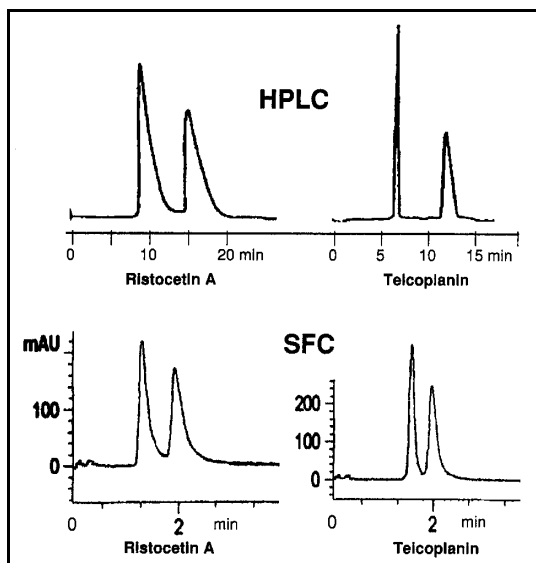 HPLC
0 10 20 min
Ristocetin A
0 5 10 15 min
Teicoplanin
SFC
mAU
100
0
0 2 min
Ristocetin A
200
100
0
0 2 min
Teicoplanin